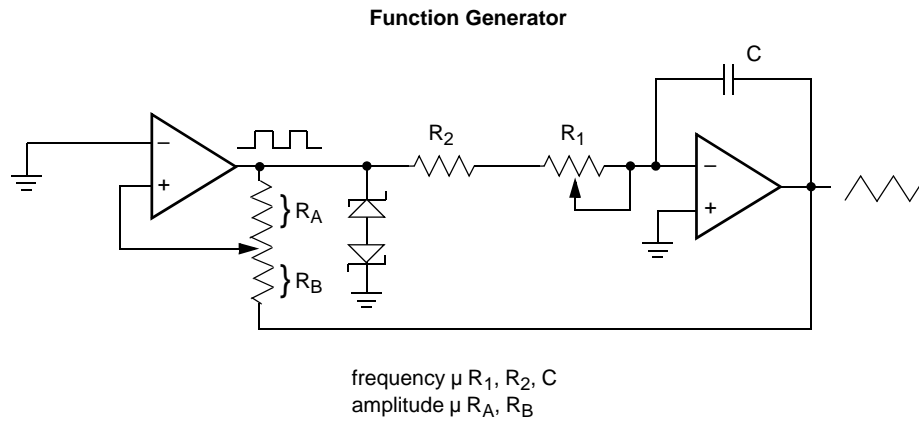 Function Generator
C
R2
R1
−
+
} RA
} RB
−
+
frequency µ R1, R2, C
amplitude µ RA, RB